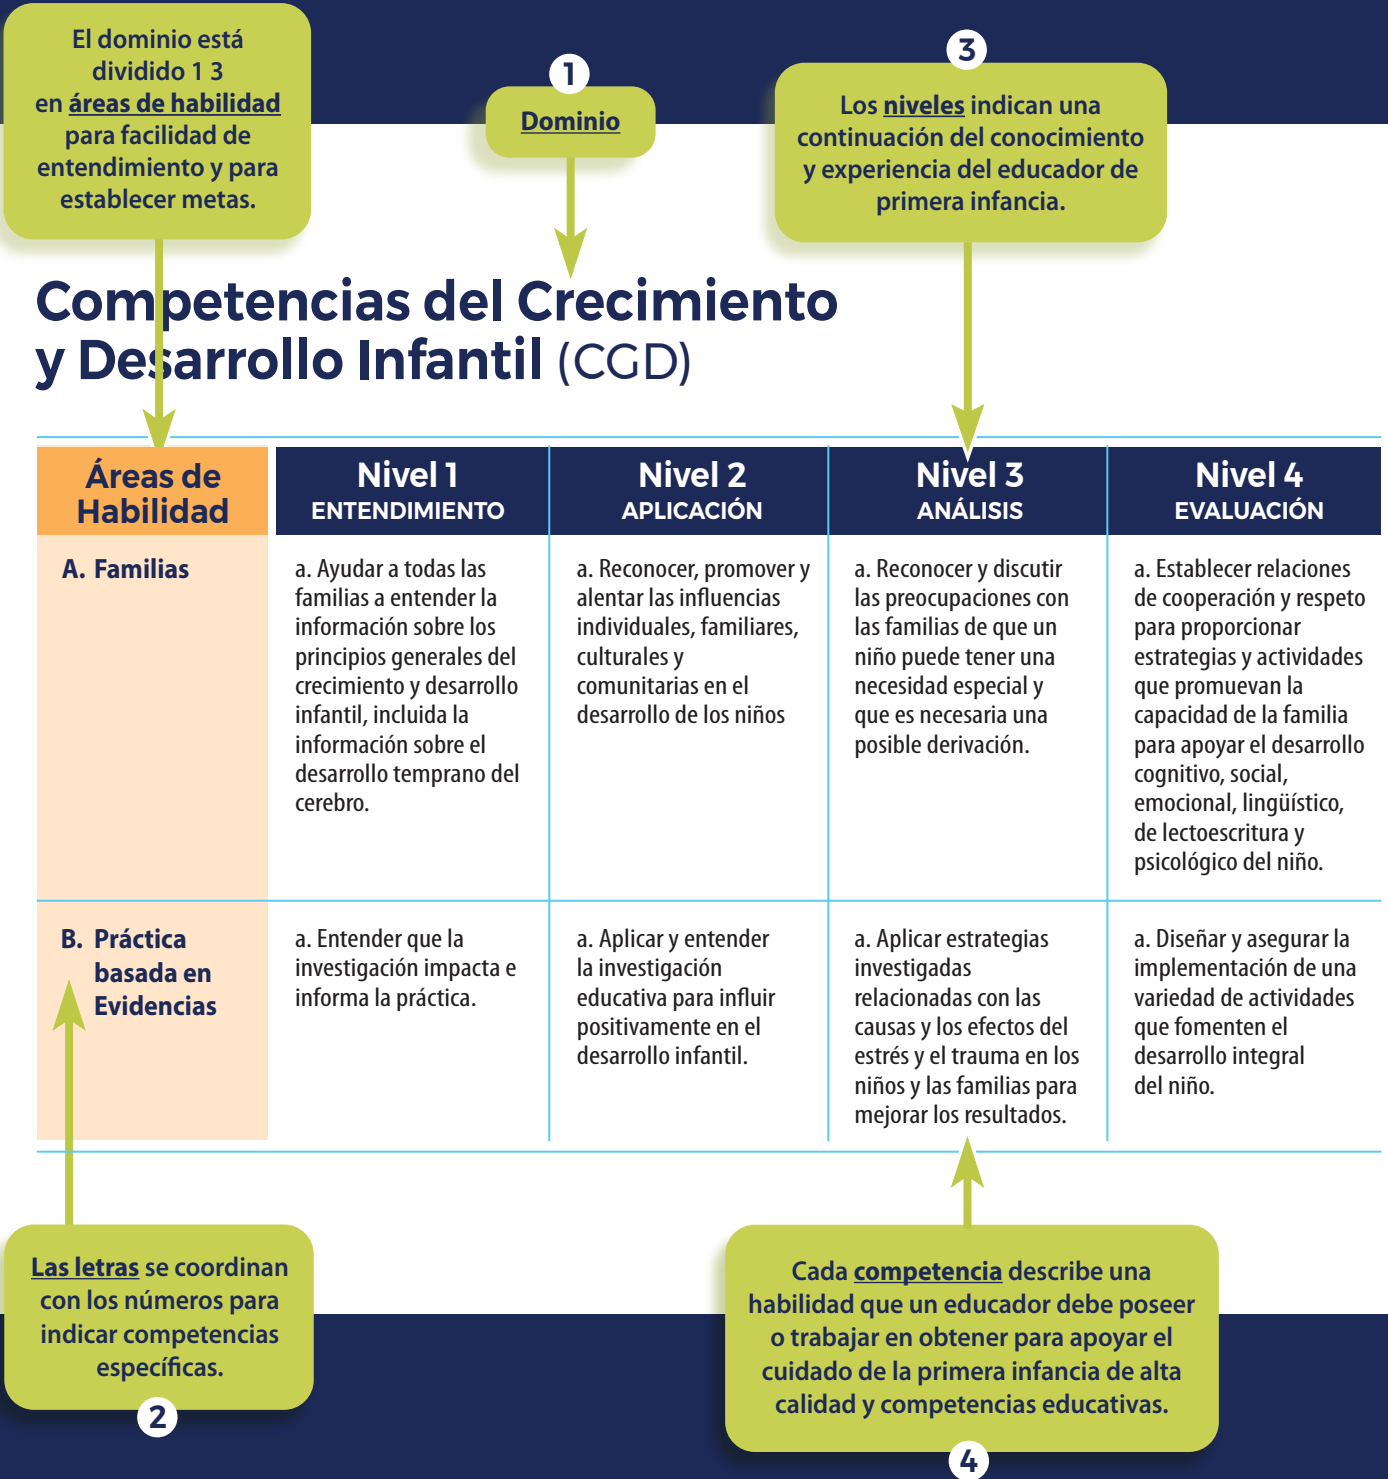 El dominio está
dividido 1 3
en áreas de habilidad
para facilidad de
entendimiento y para
establecer metas.
1
Dominio
3
Los niveles indican una
continuación del conocimiento
y experiencia del educador de
primera infancia.
Competencias del Crecimiento
y Desarrollo Infantil (CGD)
Áreas de
Habilidad
Nivel 1
ENTENDIMIENTO
Nivel 2
APLICACIÓN
Nivel 3
ANÁLISIS
Nivel 4
EVALUACIÓN
A. Familias
a. Ayudar a todas las
familias a entender la
información sobre los
principios generales del
crecimiento y desarrollo
infantil, incluida la
información sobre el
desarrollo temprano del
cerebro.
a. Reconocer, promover y
alentar las influencias
individuales, familiares,
culturales y
comunitarias en el
desarrollo de los niños
a. Reconocer y discutir
las preocupaciones con
las familias de que un
niño puede tener una
necesidad especial y
que es necesaria una
posible derivación.
a. Establecer relaciones
de cooperación y respeto
para proporcionar
estrategias y actividades
que promuevan la
capacidad de la familia
para apoyar el desarrollo
cognitivo, social,
emocional, lingüístico,
de lectoescritura y
psicológico del niño.
B. Práctica
basada en
Evidencias
a. Entender que la
investigación impacta e
informa la práctica.
a. Aplicar y entender
la investigación
educativa para influir
positivamente en el
desarrollo infantil.
a. Aplicar estrategias
investigadas
relacionadas con las
causas y los efectos del
estrés y el trauma en los
niños y las familias para
mejorar los resultados.
a. Diseñar y asegurar la
implementación de una
variedad de actividades
que fomenten el
desarrollo integral
del niño.
Las letras se coordinan
con los números para
indicar competencias
específicas.
2
Cada competencia describe una
habilidad que un educador debe poseer
o trabajar en obtener para apoyar el
cuidado de la primera infancia de alta
calidad y competencias educativas.
4